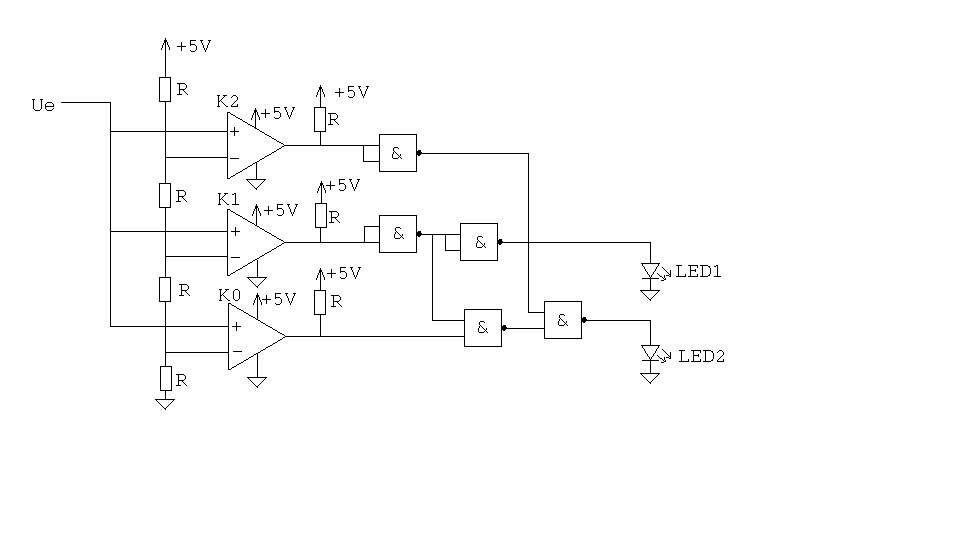 +5V
R
Ue
K2
+5V
+5V
R
+
−
&
R
K1
+5V
+5V
R
+
−
&
&
LED1
R
K0
+5V
+5V
R
+
−
&
&
LED2
R